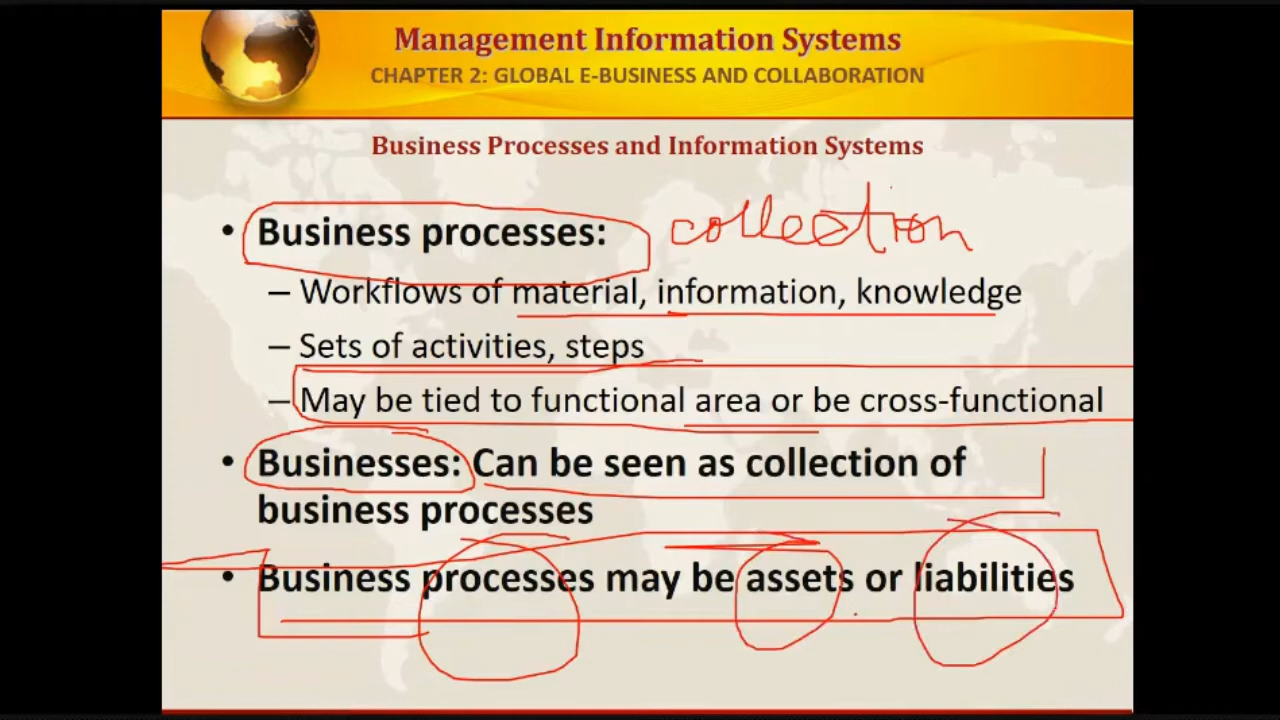 Management Information Systems
CHAPTER 2: GLOBAL E-BUSINESS AND COLLABORATION
Business Processes and Information Systems
• Business processes: collection
– Workflows of material, information, knowledge
– Sets of activities, steps
– May be tied to functional area or be cross-functional
• Businesses: Can be seen as collection of
business processes
• Business processes may be assets or liabilities